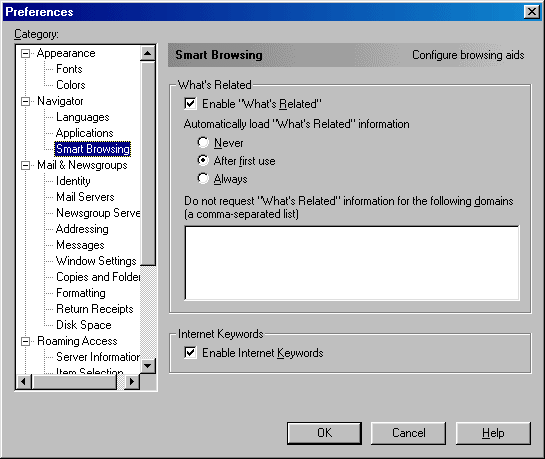 Preferences
Category:
Appearance
Fonts
Colors
Navigator
Languages
Applications
Smart Browsing
Mail & Newsgroups
Identity
Mail Servers
Newsgroup Serve
Addressing
Messages
Window Settings
Copies and Folder
Formatting
Return Receipts
Disk Space
Roaming Access
Server Information
Item Selection
Smart Browsing Configure browsing aids
What's Related
Enable "What's Related"
Automatically load "What's Related" information
Never
After first use
Always
Do not request "What's Related" information for the following domains
(a comma-separated list)
Internet Keywords
Enable Internet Keywords
OK Cancel Help